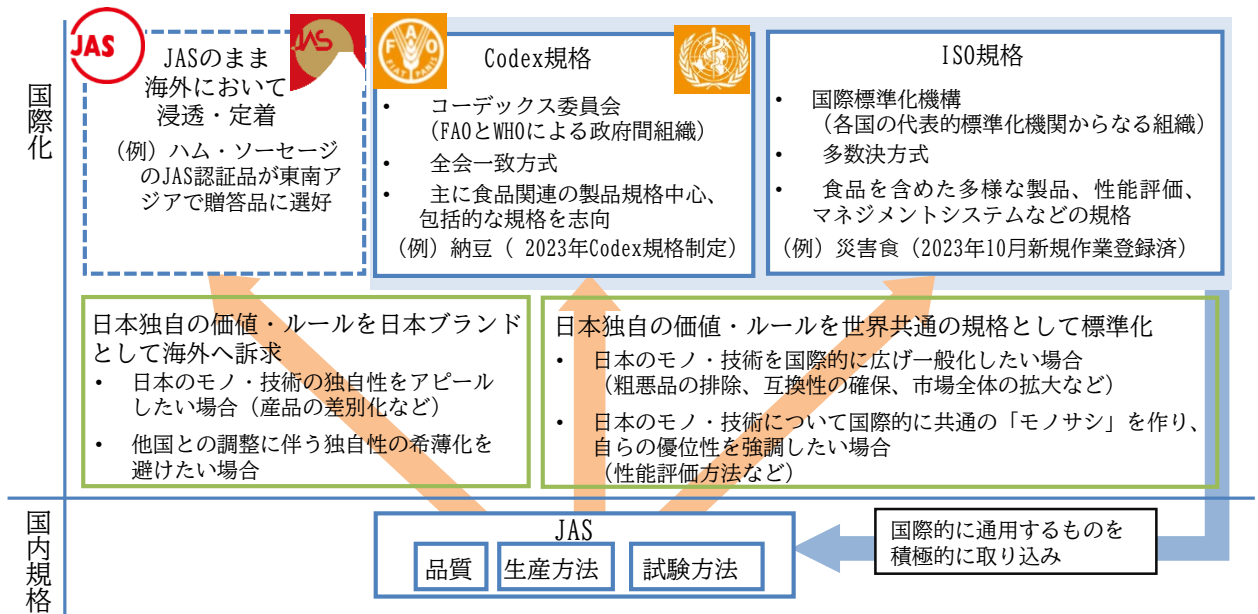 国際化
JAS
JAS
JASのまま
海外において
浸透・定着
（例）ハム・ソーセージ
のJAS認証品が東南ア
ジアで贈答品に選好
FAO
FIAT PANIS
Codex規格
• コーデックス委員会
（FAOとWHOによる政府間組織）
• 全会一致方式
• 主に食品関連の製品規格中心、
包括的な規格を志向
（例）納豆（ 2023年Codex規格制定）
ISO規格
• 国際標準化機構
（各国の代表的標準化機関からなる組織）
• 多数決方式
• 食品を含めた多様な製品、性能評価、
マネジメントシステムなどの規格
（例）災害食（2023年10月新規作業登録済）
日本独自の価値・ルールを日本ブランド
として海外へ訴求
• 日本のモノ・技術の独自性をアピール
したい場合（産品の差別化など）
• 他国との調整に伴う独自性の希薄化を
避けたい場合
日本独自の価値・ルールを世界共通の規格として標準化
• 日本のモノ・技術を国際的に広げ一般化したい場合
（粗悪品の排除、互換性の確保、市場全体の拡大など）
• 日本のモノ・技術について国際的に共通の「モノサシ」を作り、
自らの優位性を強調したい場合
（性能評価方法など）
国内規格
JAS
品質
生産方法
試験方法
国際的に通用するものを
積極的に取り込み